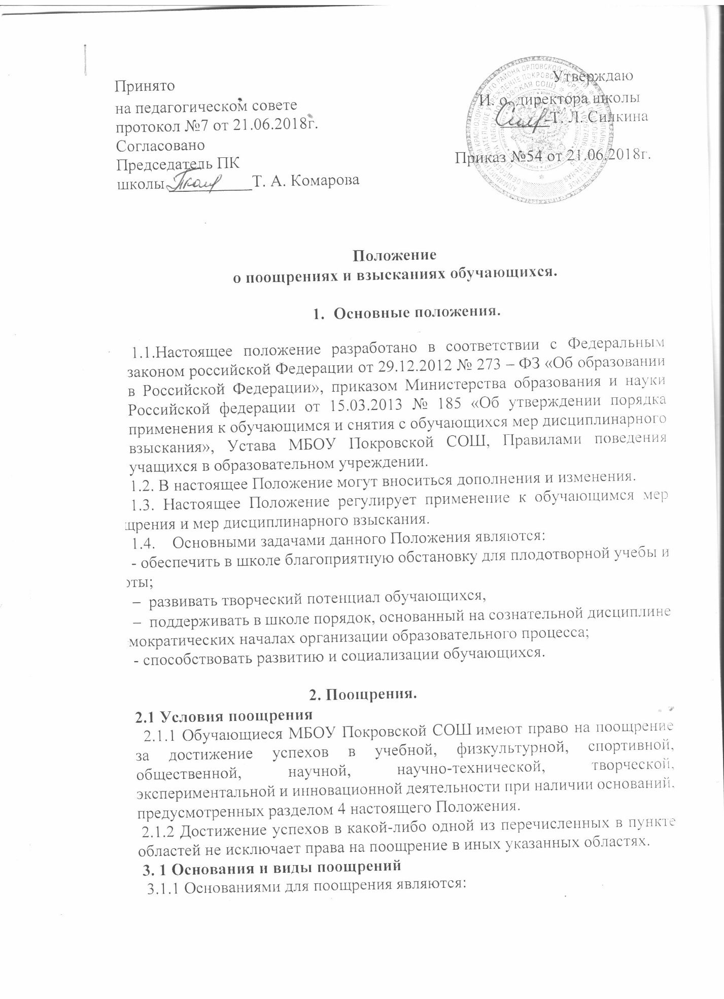 Принято
на педагогическом совете
протокол №7 от 21.06.2018г.
Согласовано
Председатель ПК
школы__________Т. А. Комарова
Утверждаю
И. о. директора школы
______Т. Л. Силкина
Приказ №54 от 21.06.2018г.
Положение
о поощрениях и взысканиях обучающихся.
1. Основные положения.
1.1.Настоящее положение разработано в соответствии с Федеральным
законом российской Федерации от 29.12.2012 № 273 – ФЗ «Об образовании
в Российской Федерации», приказом Министерства образования и науки
Российской федерации от 15.03.2013 № 185 «Об утверждении порядка
применения к обучающимся и снятия с обучающихся мер дисциплинарного
взыскания», Устава МБОУ Покровской СОШ, Правилами поведения
учащихся в образовательном учреждении.
1.2. В настоящее Положение могут вноситься дополнения и изменения.
1.3. Настоящее Положение регулирует применение к обучающимся мер
щрения и мер дисциплинарного взыскания.
1.4. Основными задачами данного Положения являются:
- обеспечить в школе благоприятную обстановку для плодотворной учебы и
оты;
– развивать творческий потенциал обучающихся,
– поддерживать в школе порядок, основанный на сознательной дисциплине
мократических началах организации образовательного процесса;
- способствовать развитию и социализации обучающихся.
2. Поощрения.
2.1 Условия поощрения
2.1.1 Обучающиеся МБОУ Покровской СОШ имеют право на поощрение
за достижение успехов в учебной, физкультурной, спортивной,
общественной, научной, научно-технической, творческой,
экспериментальной и инновационной деятельности при наличии оснований,
предусмотренных разделом 4 настоящего Положения.
2.1.2 Достижение успехов в какой-либо одной из перечисленных в пункте
областей не исключает права на поощрение в иных указанных областях.
3. 1 Основания и виды поощрений
3.1.1 Основаниями для поощрения являются: